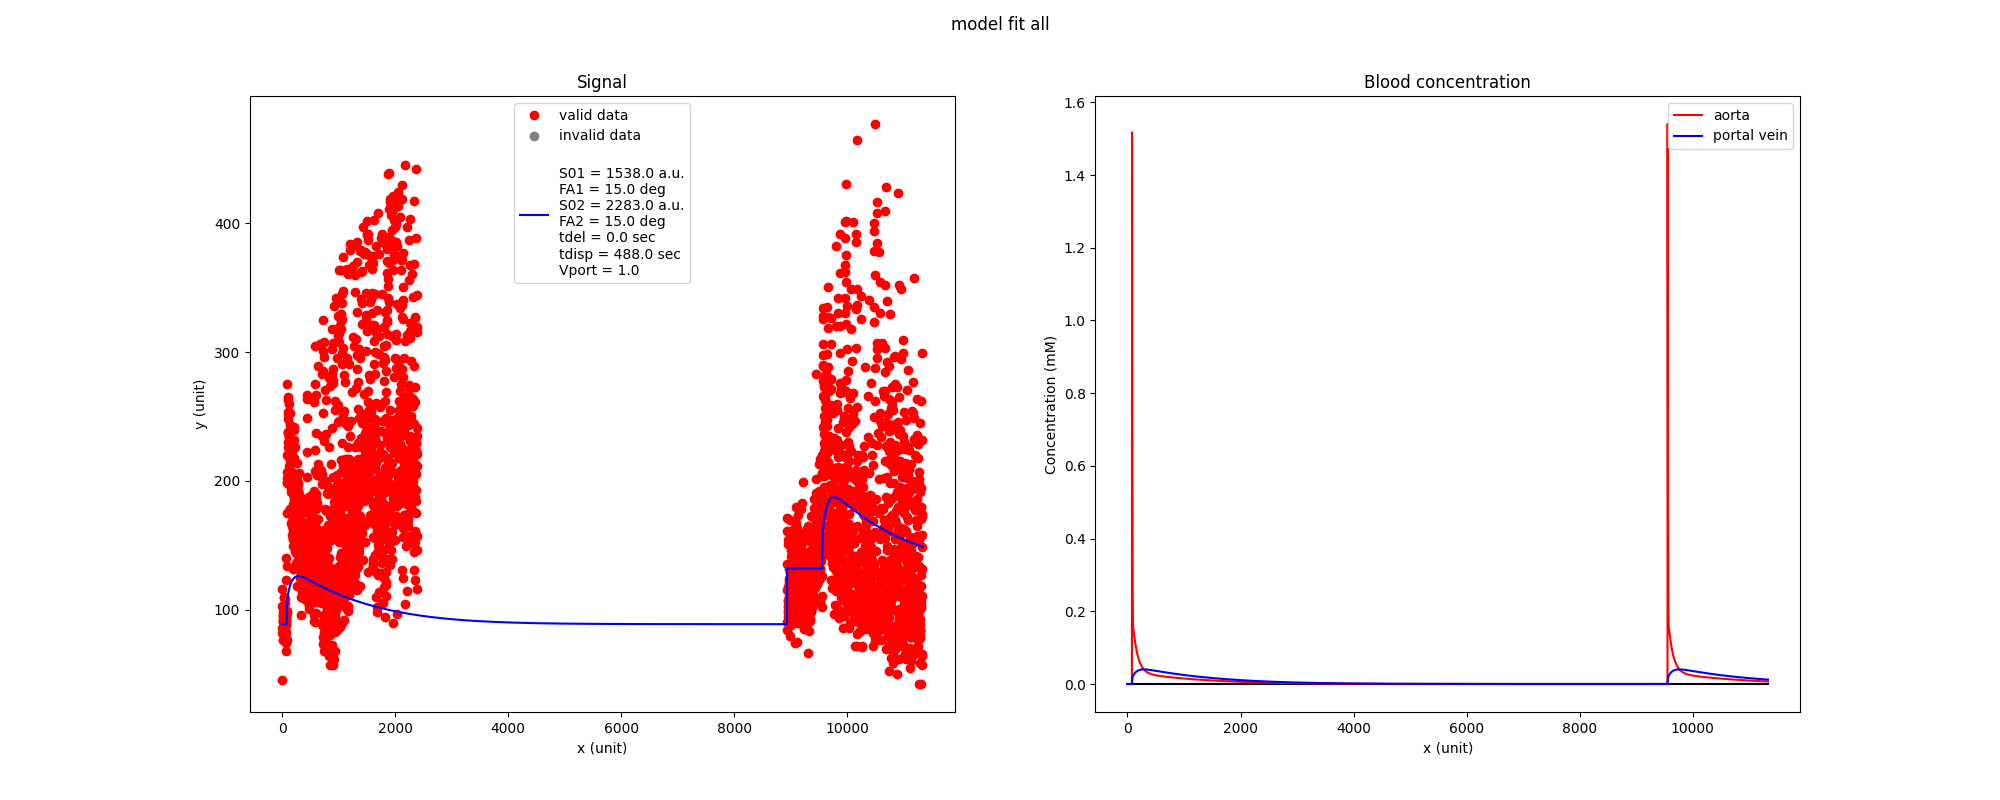 model fit all
Signal
y (unit)
400
300
200
100
0
2000
4000
6000
8000
10000
x (unit)
valid data
invalid data
S01 = 1538.0 a.u.
FA1 = 15.0 deg
S02 = 2283.0 a.u.
FA2 = 15.0 deg
tdel = 0.0 sec
tdisp = 488.0 sec
Vport = 1.0
Blood concentration
Concentration (mM)
1.6
1.4
1.2
1.0
0.8
0.6
0.4
0.2
0.0
0
2000
4000
6000
8000
10000
x (unit)
aorta
portal vein